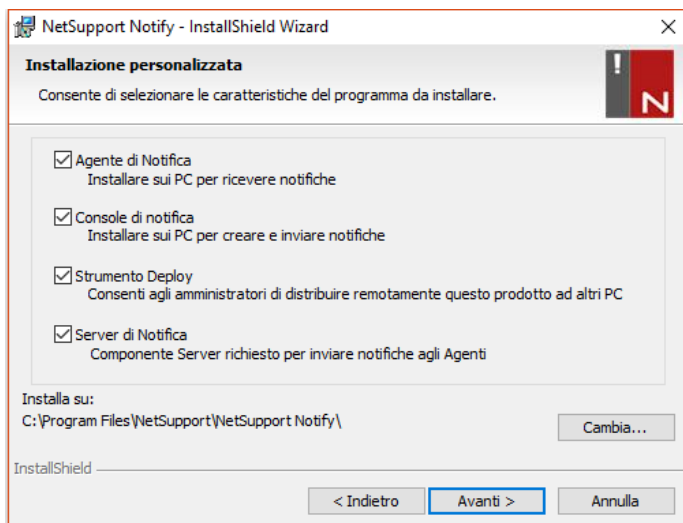 NetSupport Notify - InstallShield Wizard
Installazione personalizzata
Consente di selezionare le caratteristiche del programma da installare.
! N
Agente di Notifica
Installare sui PC per ricevere notifiche
Console di notifica
Installare sui PC per creare e inviare notifiche
Strumento Deploy
Consenti agli amministratori di distribuire remotamente questo prodotto ad altri PC
Server di Notifica
Componente Server richiesto per inviare notifiche agli Agenti
Installa su:
C:\Program Files\NetSupport\NetSupport Notify\
Cambia...
InstallShield
< Indietro Avanti > Annulla